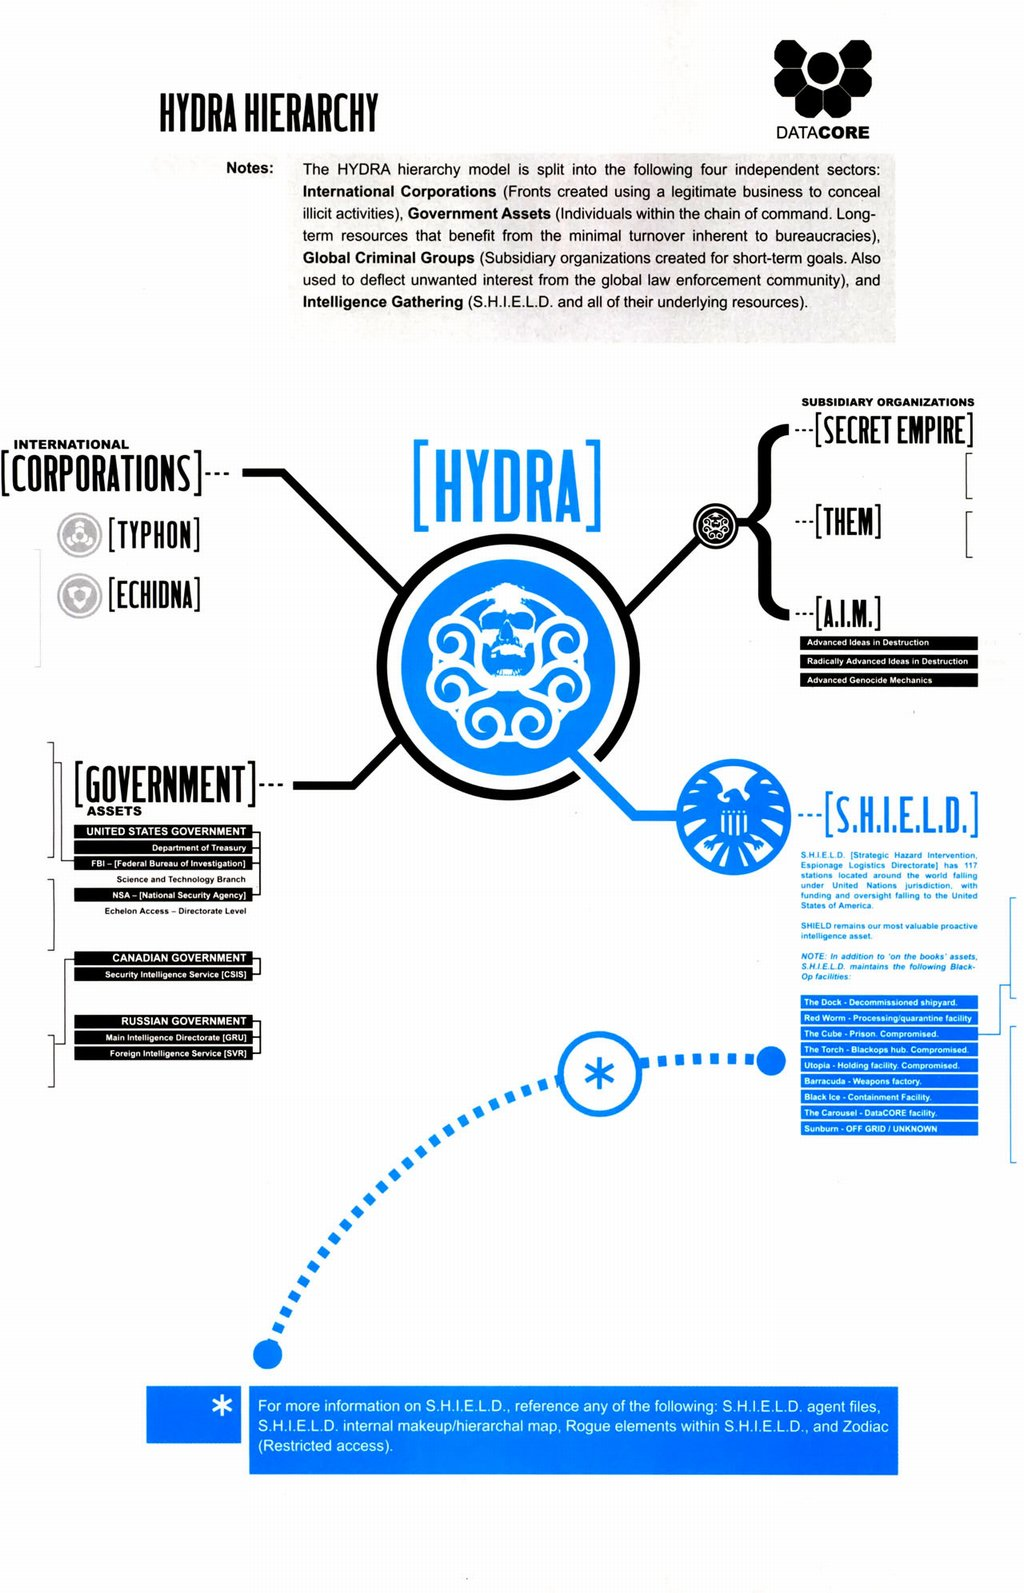 DATACORE
HYDRA HIERARCHY
Notes:
The HYDRA hierarchy model is split into the following four independent sectors:
International Corporations (Fronts created using a legitimate business to conceal
illicit activities), Government Assets (Individuals within the chain of command. Long-
term resources that benefit from the minimal turnover inherent to bureaucracies),
Global Criminal Groups (Subsidiary organizations created for short-term goals. Also
used to deflect unwanted interest from the global law enforcement community), and
Intelligence Gathering (S.H.I.E.L.D. and all of their underlying resources).
INTERNATIONAL
[CORPORATIONS]
[TYPHON]
[ECHIDNA]
[HYDRA]
SUBSIDIARY ORGANIZATIONS
[SECRET EMPIRE]
[THEM]
[A.I.M.]
Advanced Ideas in Destruction
Radically Advanced Ideas in Destruction
Advanced Genocide Mechanics
[GOVERNMENT]
ASSETS
UNITED STATES GOVERNMENT
Department of Treasury
FBI – [Federal Bureau of Investigation]
Science and Technology Branch
NSA – [National Security Agency]
Echelon Access – Directorate Level
CANADIAN GOVERNMENT
Security Intelligence Service [CSIS]
RUSSIAN GOVERNMENT
Main Intelligence Directorate [GRU]
Foreign Intelligence Service [SVR]
[S.H.I.E.L.D.]
S.H.I.E.L.D. [Strategic Hazard Intervention,
Espionage Logistics Directorate] has 117
stations located around the world falling
under United Nations jurisdiction, with
funding and oversight falling to the United
States of America.
SHIELD remains our most valuable proactive
intelligence asset.
NOTE: In addition to 'on the books' assets,
S.H.I.E.L.D. maintains the following Black-
Op facilities:
The Dock - Decommissioned shipyard.
Red Worm - Processing/quarantine facility
The Cube - Prison. Compromised.
The Torch - Blackops hub. Compromised.
Utopia - Holding facility. Compromised.
Barracuda - Weapons factory.
Black Ice - Containment Facility.
The Carousel - DataCORE facility.
Sunburn - OFF GRID / UNKNOWN
*
* For more information on S.H.I.E.L.D., reference any of the following: S.H.I.E.L.D. agent files,
S.H.I.E.L.D. internal makeup/hierarchal map, Rogue elements within S.H.I.E.L.D., and Zodiac
(Restricted access).